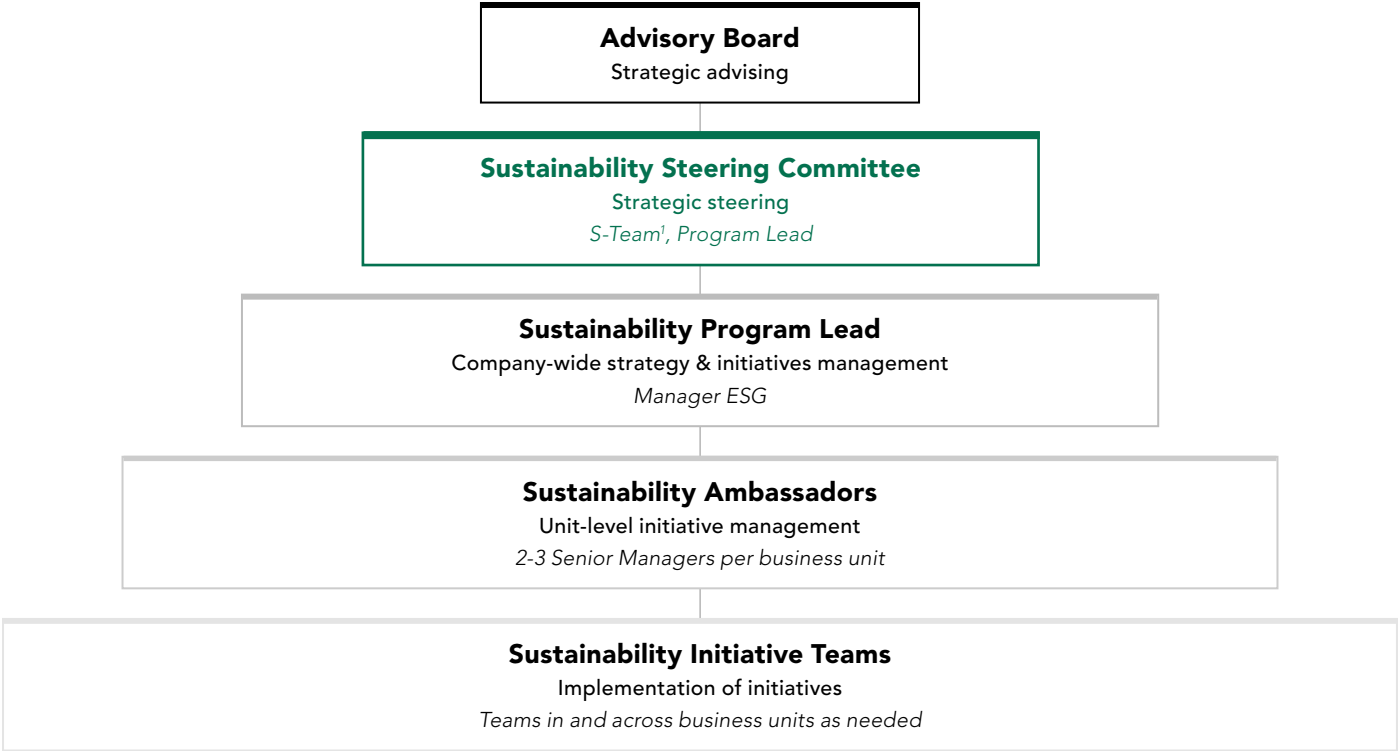 Advisory Board
Strategic advising
Sustainability Steering Committee
Strategic steering
S-Team¹, Program Lead
Sustainability Program Lead
Company-wide strategy & initiatives management
Manager ESG
Sustainability Ambassadors
Unit-level initiative management
2-3 Senior Managers per business unit
Sustainability Initiative Teams
Implementation of initiatives
Teams in and across business units as needed